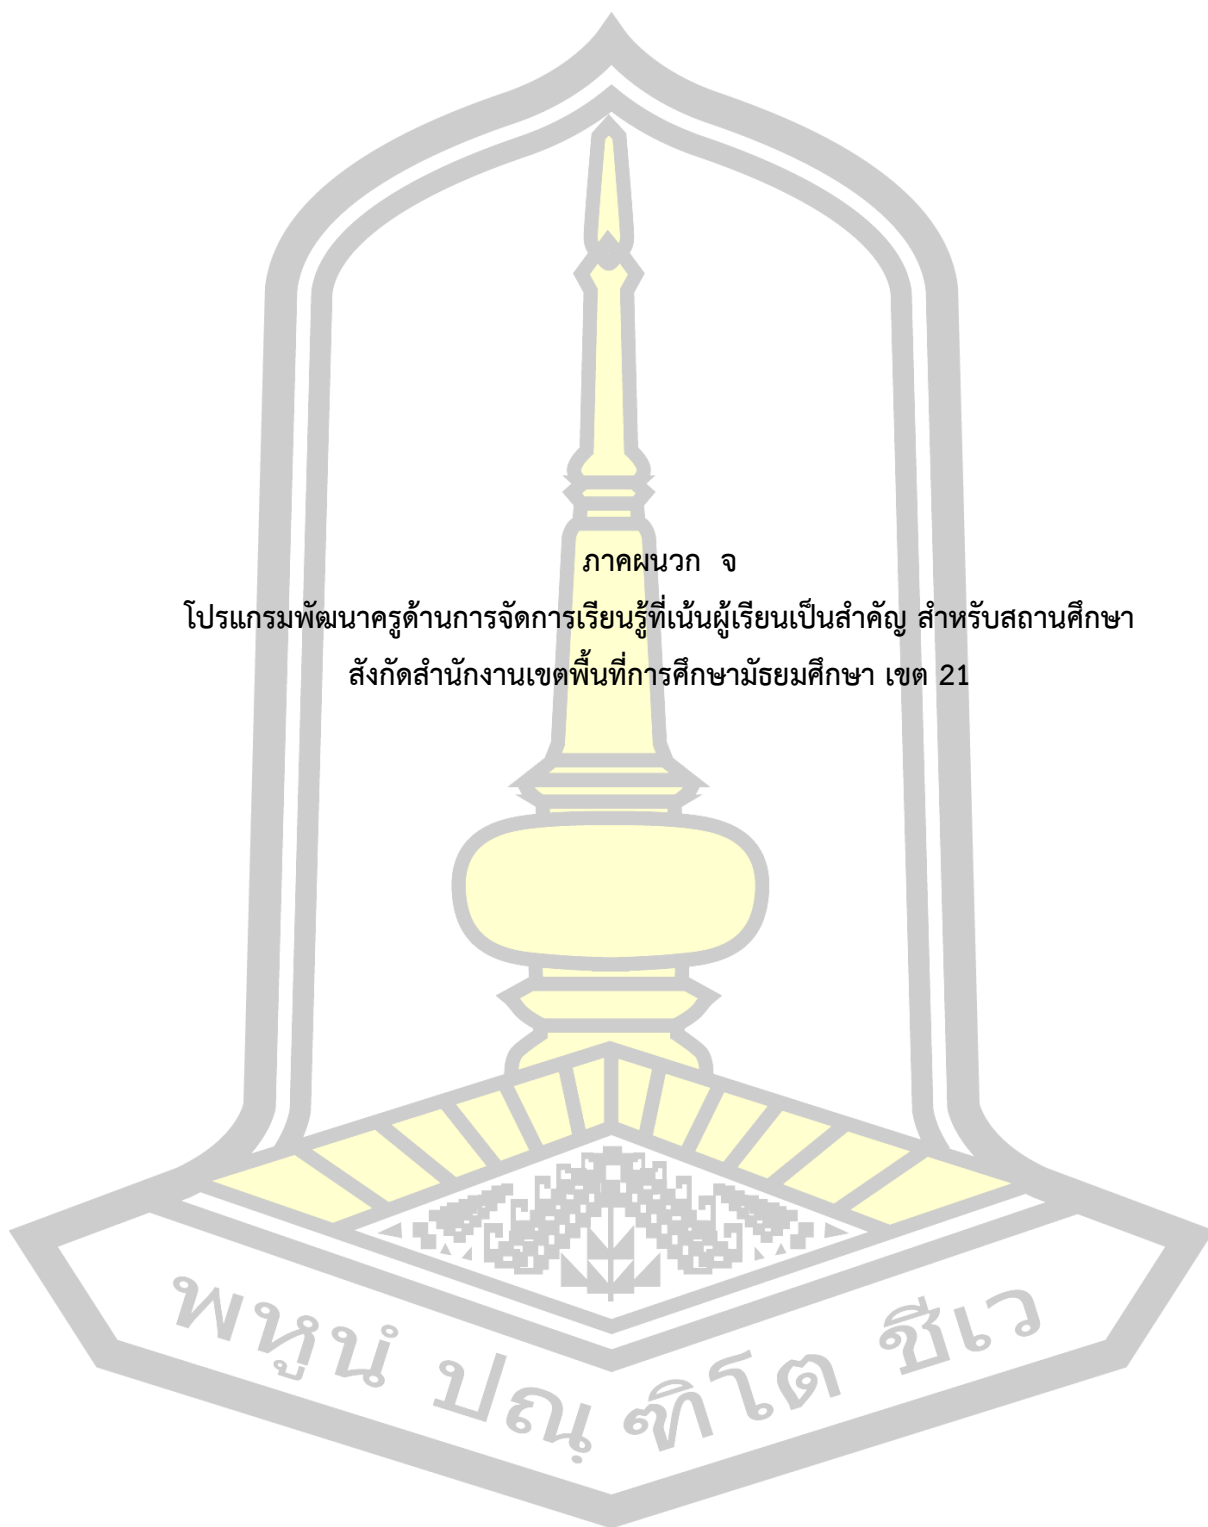 ภาคผนวก จ
โปรแกรมพัฒนาครูด้านการจัดการเรียนรู้ที่เน้นผู้เรียนเป็นสำคัญ สำหรับสถานศึกษา
สังกัดสำนักงานเขตพื้นที่การศึกษามัธยมศึกษา เขต 21
พหูนํ ปณฺฑิโต ชีเว